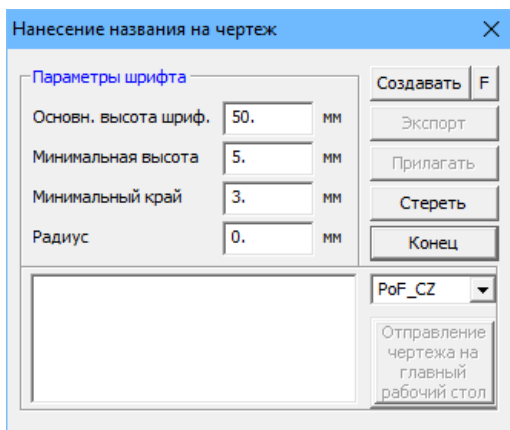 Нанесение названия на чертеж
Параметры шрифта
Основн. высота шриф. 50. мм
Минимальная высота 5. мм
Минимальный край 3. мм
Радиус 0. мм
Создавать F
Экспорт
Прилагать
Стереть
Конец
PoF_CZ
Отправление
чертежа на
главный
рабочий стол